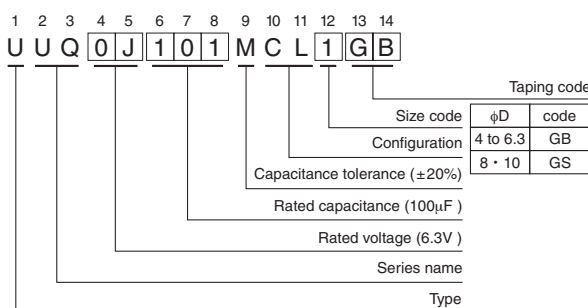 1 2 3 4 5 6 7 8 9 10 11 12 13 14
U U Q 0 J 1 0 1 M C L 1 G B
Taping code
Size code
φD code
Configuration
4 to 6.3 GB
8・10 GS
Capacitance tolerance (±20%)
Rated capacitance (100μF )
Rated voltage (6.3V )
Series name
Type